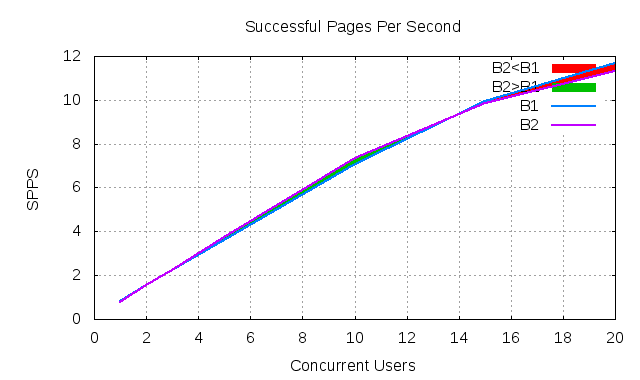 Successful Pages Per Second
SPPS
12
10
8
6
4
2
0
0 2 4 6 8 10 12 14 16 18 20
Concurrent Users
B2<B1
B2>B1
B1
B2